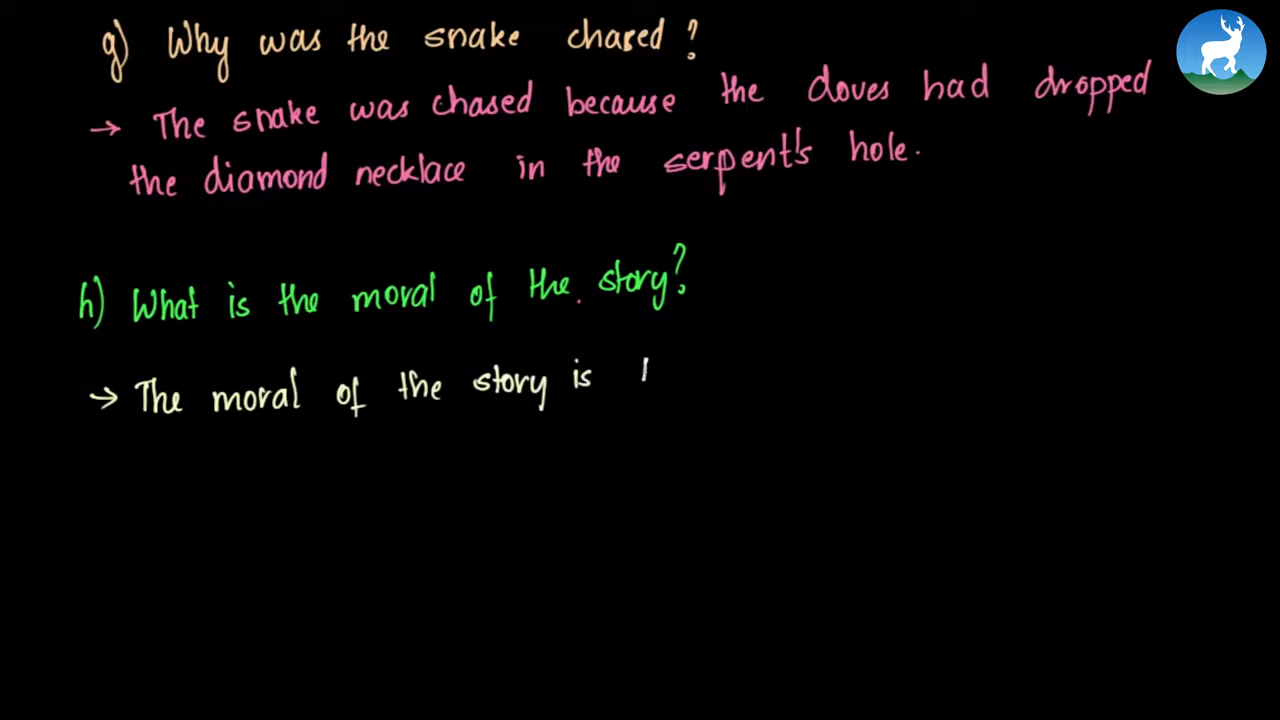 g) Why was the snake chased?
→ The snake was chased because the doves had dropped
the diamond necklace in the serpent's hole.
h) What is the moral of the story?
→ The moral of the story is